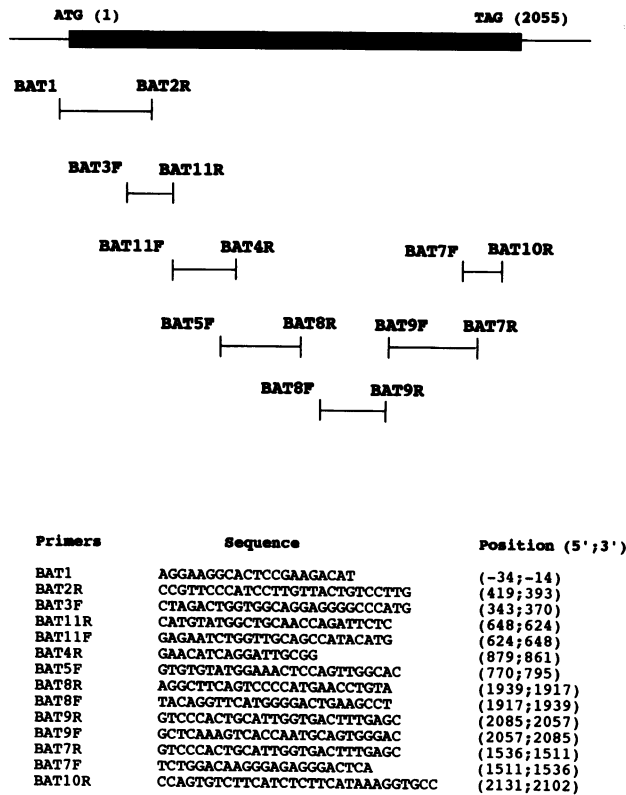 ATG (1) TAG (2055)
BAT1 BAT2R
BAT3F BAT11R
BAT11F BAT4R BAT7F BAT10R
BAT5F BAT8R BAT9F BAT7R
BAT8F BAT9R
Primers Sequence Position (5';3')
BAT1 AGGAAGGCACTCCGAAGACAT (-34;-14)
BAT2R CCGTTCCCATCCTTGTTACTGTCCTTG (419;393)
BAT3F CTAGACTGGTGGCAGGAGGGGCCCATG (343;370)
BAT11R CATGTATGGCTGCAACCAGATTCTC (648;624)
BAT11F GAGAATCTGGTTGCAGCCATACATG (624;648)
BAT4R GAACATCAGGATTGCGG (879;861)
BAT5F GTGTGTATGGAAACTCCAGTTGGCAC (770;795)
BAT8R AGGCTTCAGTCCCCATGAACCTGTA (1939;1917)
BAT8F TACAGGTTCATGGGGACTGAAGCCT (1917;1939)
BAT9R GTCCCACTGCATTGGTGACTTTGAGC (2085;2057)
BAT9F GCTCAAAGTCACCAATGCAGTGGGAC (2057;2085)
BAT7R GTCCCACTGCATTGGTGACTTTGAGC (1536;1511)
BAT7F TCTGGACAAGGGAGAGGGACTCA (1511;1536)
BAT10R CCAGTGTCTTCATCTCTTCATAAAGGTGCC (2131;2102)